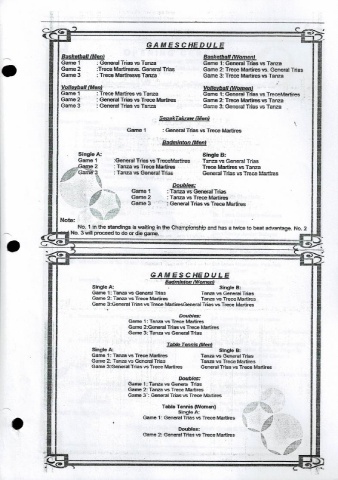 GAMESCHEDULE
Basketball (Men) Basketball (Women)
Game 1 : General Trias vs Tanza Game 1: General Trias vs Tanza
Game 2 :Trece Martiresvs. General Trias Game 2: Trece Martires vs. General Trias
Game 3 : Trece Martiresvs Tanza Game 3: Trece Martires vs Tanza
Volleyball (Men) Volleyball (Women)
Game 1 : Trece Martires vs Tanza Game 1: General Trias vs TreceMartires
Game 2 : General Trias vs Trece Martires Game 2: Trece Martires vs Tanza
Game 3 : General Trias vs Tanza Game 3: General Trias vs Tanza
SepakTakraw (Men)
Game 1 : General Trias vs Trece Martires
Badminton (Men)
Single A: Single B:
Game 1 :General Trias vs TreceMartires Tanza vs General Trias
Game 2 : Tanza vs Trece Martires Trece Martires vs Tanza
Game 3 : Tanza vs General Trias General Trias vs Trece Martires
Doubles:
Game 1 : Tanza vs General Trias
Game 2 : Tanza vs Trece Martires
Game 3 : General Trias vs Trece Martires
Note:
No. 1 in the standings is waiting in the Championship and has a twice to beat advantage. No. 2
No. 3 will proceed to do or die game.
GAMESCHEDULE
Badminton (Women)
Single A: Single B:
Game 1: Tanza vs General Trias Tanza vs General Trias
Game 2: Tanza vs Trece Martires Tanza vs Trece Martires
Game 3:General Trias vs Trece MartiresGeneral Trias vs Trece Martires
Doubles:
Game 1: Tanza vs Trece Martires
Game 2:General Trias vs Trece Martires
Game 3: Tanza vs General Trias
Table Tennis (Men)
Single A: Single B:
Game 1: Tanza vs Trece Martires Tanza vs General Trias
Game 2: Tanza vs General Trias Tanza vs Trece Martires
Game 3:General Trias vs Trece Martires General Trias vs Trece Martires
Doubles:
Game 1: Tanza vs General Trias
Game 2: Tanza vs Trece Martires
Game 3 : General Trias vs Trece Martires
Table Tennis (Women)
Single A:
Game 1: General Trias vs Trece Martires
Doubles:
Game 2: General Trias vs Trece Martires